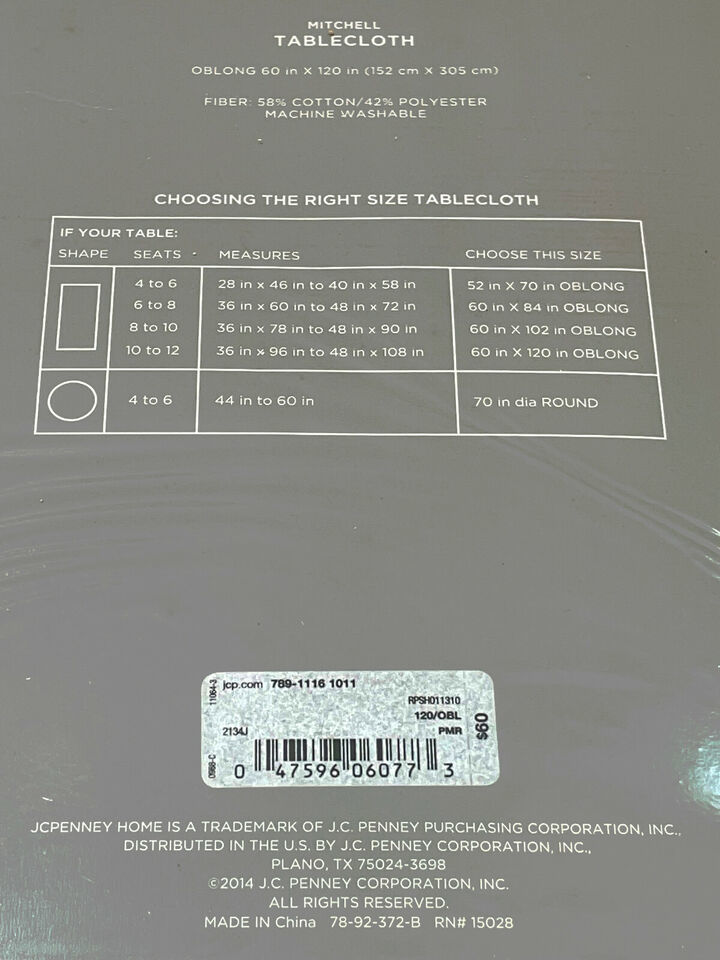 MITCHELL
TABLECLOTH
OBLONG 60 in X 120 in (152 cm X 305 cm)
FIBER: 58% COTTON/42% POLYESTER
MACHINE WASHABLE
CHOOSING THE RIGHT SIZE TABLECLOTH
IF YOUR TABLE:
SHAPE SEATS MEASURES CHOOSE THIS SIZE
4 to 6 28 in x 46 in to 40 in x 58 in 52 in X 70 in OBLONG
6 to 8 36 in x 60 in to 48 in x 72 in 60 in X 84 in OBLONG
8 to 10 36 in x 78 in to 48 in x 90 in 60 in X 102 in OBLONG
10 to 12 36 in x 96 in to 48 in x 108 in 60 in X 120 in OBLONG
4 to 6 44 in to 60 in 70 in dia ROUND
11064-3
jcp.com 789-1116 1011
RPSH011310
120/OBL
2134J PMR
$60
0988-C
0 47596 06077 3
JCPENNEY HOME IS A TRADEMARK OF J.C. PENNEY PURCHASING CORPORATION, INC.,
DISTRIBUTED IN THE U.S. BY J.C. PENNEY CORPORATION, INC.,
PLANO, TX 75024-3698
©2014 J.C. PENNEY CORPORATION, INC.
ALL RIGHTS RESERVED.
MADE IN China 78-92-372-B RN# 15028